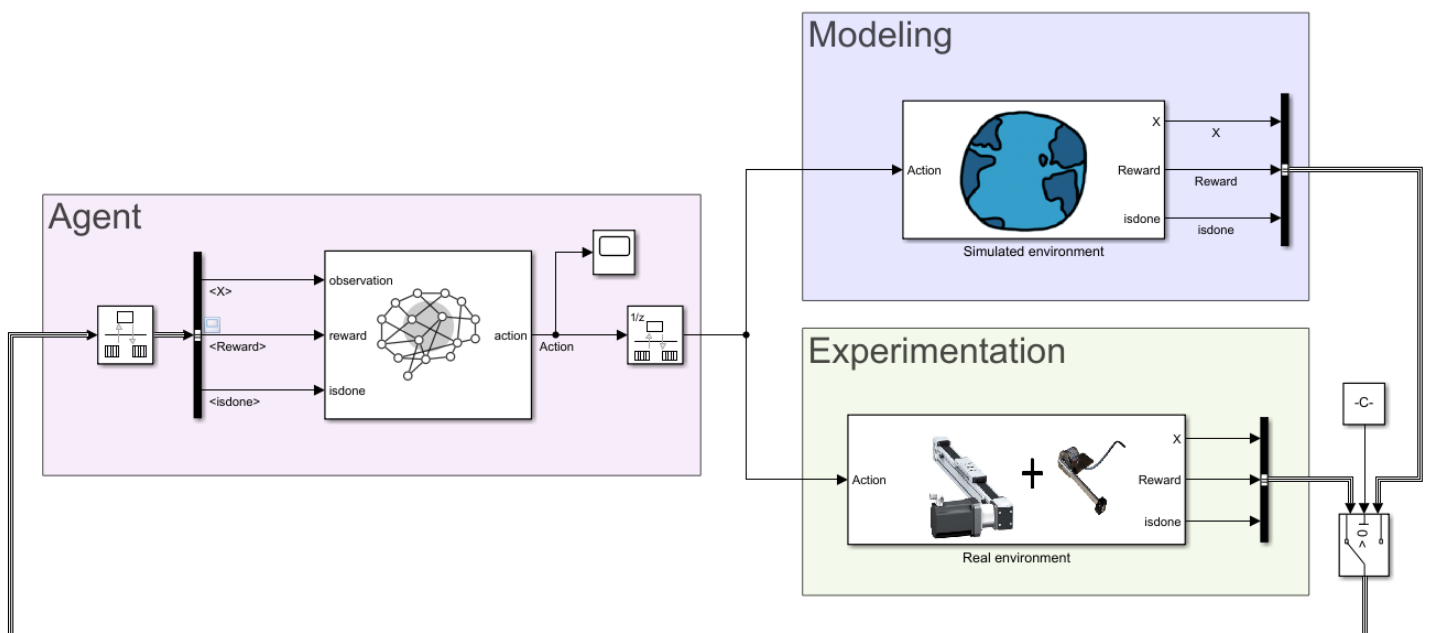 Modeling
Action
X
Reward
isdone
X
Reward
isdone
Simulated environment
Agent
observation
reward
isdone
action
<X>
<Reward>
<isdone>
Action
1/z
Experimentation
Action
X
Reward
isdone
+
Real environment
-C-
> 0